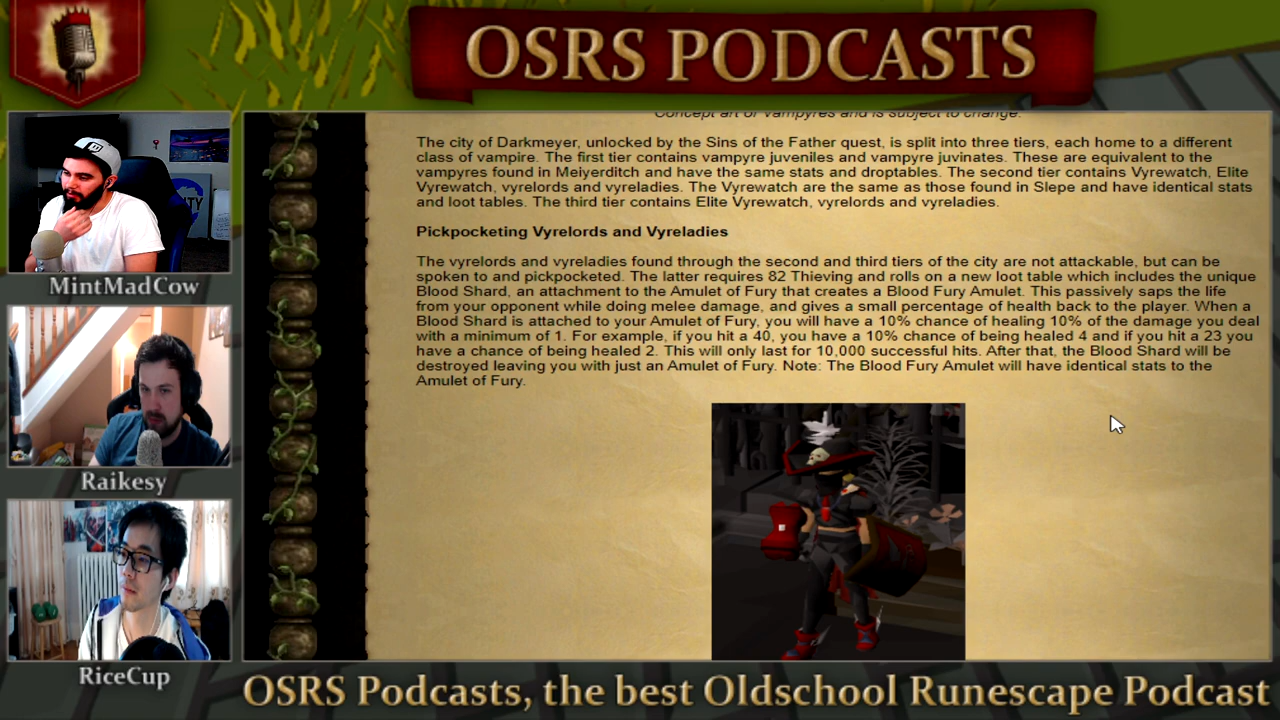 OSRS PODCASTS
Concept art of Vampyres and is subject to change.
The city of Darkmeyer, unlocked by the Sins of the Father quest, is split into three tiers, each home to a different
class of vampire. The first tier contains vampyre juveniles and vampyre juvinates. These are equivalent to the
vampyres found in Meiyerditch and have the same stats and droptables. The second tier contains Vyrewatch, Elite
Vyrewatch, vyrelords and vyreladies. The Vyrewatch are the same as those found in Slepe and have identical stats
and loot tables. The third tier contains Elite Vyrewatch, vyrelords and vyreladies.
Pickpocketing Vyrelords and Vyreladies
The vyrelords and vyreladies found through the second and third tiers of the city are not attackable, but can be
spoken to and pickpocketed. The latter requires 82 Thieving and rolls on a new loot table which includes the unique
Blood Shard, an attachment to the Amulet of Fury that creates a Blood Fury Amulet. This passively saps the life
from your opponent while doing melee damage, and gives a small percentage of health back to the player. When a
Blood Shard is attached to your Amulet of Fury, you will have a 10% chance of healing 10% of the damage you deal
with a minimum of 1. For example, if you hit a 40, you have a 10% chance of being healed 4 and if you hit a 23 you
have a chance of being healed 2. This will only last for 10,000 successful hits. After that, the Blood Shard will be
destroyed leaving you with just an Amulet of Fury. Note: The Blood Fury Amulet will have identical stats to the
Amulet of Fury.
MintMadCow
Raikesy
RiceCup
OSRS Podcasts, the best Oldschool Runescape Podcast